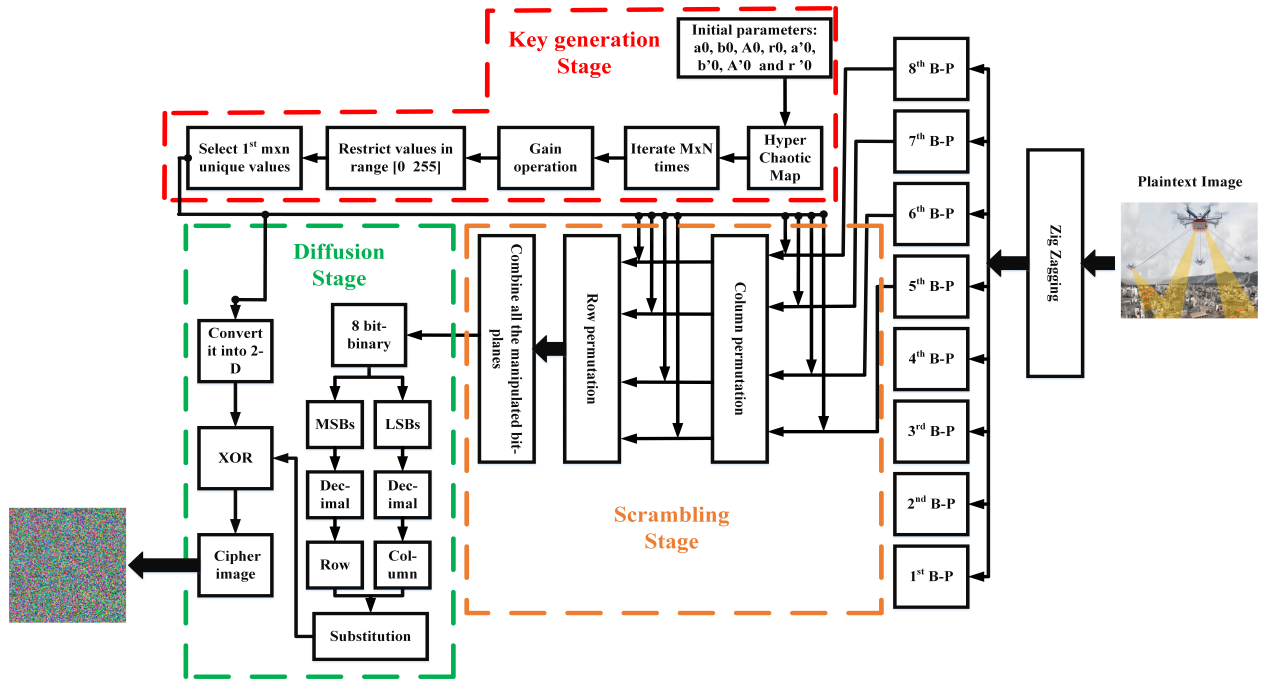 Key generation
Stage
Initial parameters:
a0, b0, A0, r0, a’0,
b’0, A’0 and r ’0
Select 1st mxn
unique values
Restrict values in
range [0 255]
Gain
operation
Iterate MxN
times
Hyper
Chaotic
Map
8th B-P
7th B-P
6th B-P
5th B-P
4th B-P
3rd B-P
2nd B-P
1st B-P
Zig Zagging
Plaintext Image
Diffusion
Stage
Convert
it into 2-
D
XOR
Cipher
image
8 bit-
binary
MSBs
LSBs
Dec-
imal
Dec-
imal
Row
Col-
umn
Substitution
Combine all the manipulated bit-
planes
Row permutation
Column permutation
Scrambling
Stage